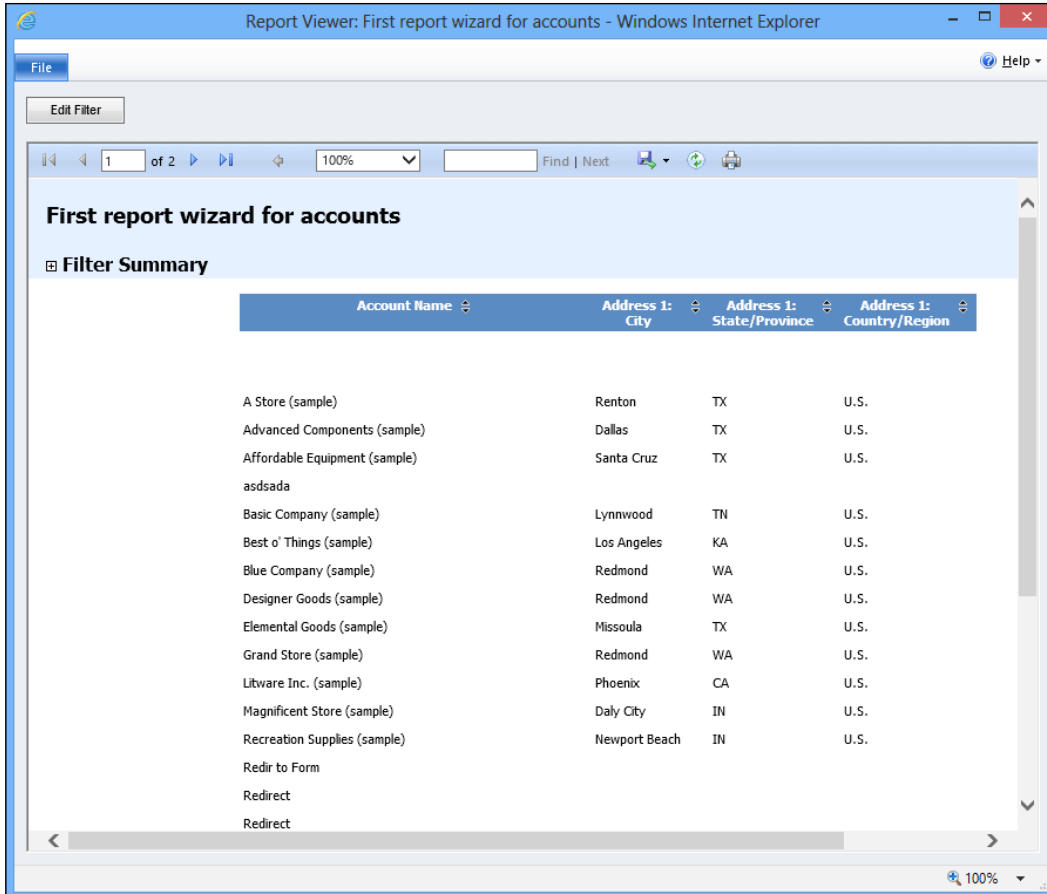 Report Viewer: First report wizard for accounts - Windows Internet Explorer
File
Help
Edit Filter
1 of 2 100% Find | Next
First report wizard for accounts
Filter Summary
Account Name Address 1: City Address 1: State/Province Address 1: Country/Region
A Store (sample) Renton TX U.S.
Advanced Components (sample) Dallas TX U.S.
Affordable Equipment (sample) Santa Cruz TX U.S.
asdsada
Basic Company (sample) Lynnwood TN U.S.
Best o' Things (sample) Los Angeles KA U.S.
Blue Company (sample) Redmond WA U.S.
Designer Goods (sample) Redmond WA U.S.
Elemental Goods (sample) Missoula TX U.S.
Grand Store (sample) Redmond WA U.S.
Litware Inc. (sample) Phoenix CA U.S.
Magnificent Store (sample) Daly City IN U.S.
Recreation Supplies (sample) Newport Beach IN U.S.
Redir to Form
Redirect
Redirect
100%